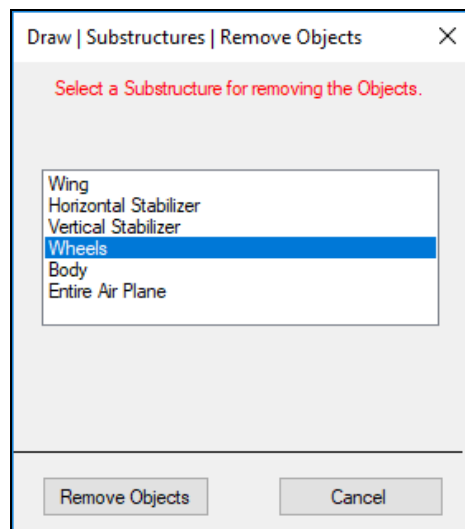 Draw | Substructures | Remove Objects
Select a Substructure for removing the Objects.
Wing
Horizontal Stabilizer
Vertical Stabilizer
Wheels
Body
Entire Air Plane
Remove Objects
Cancel